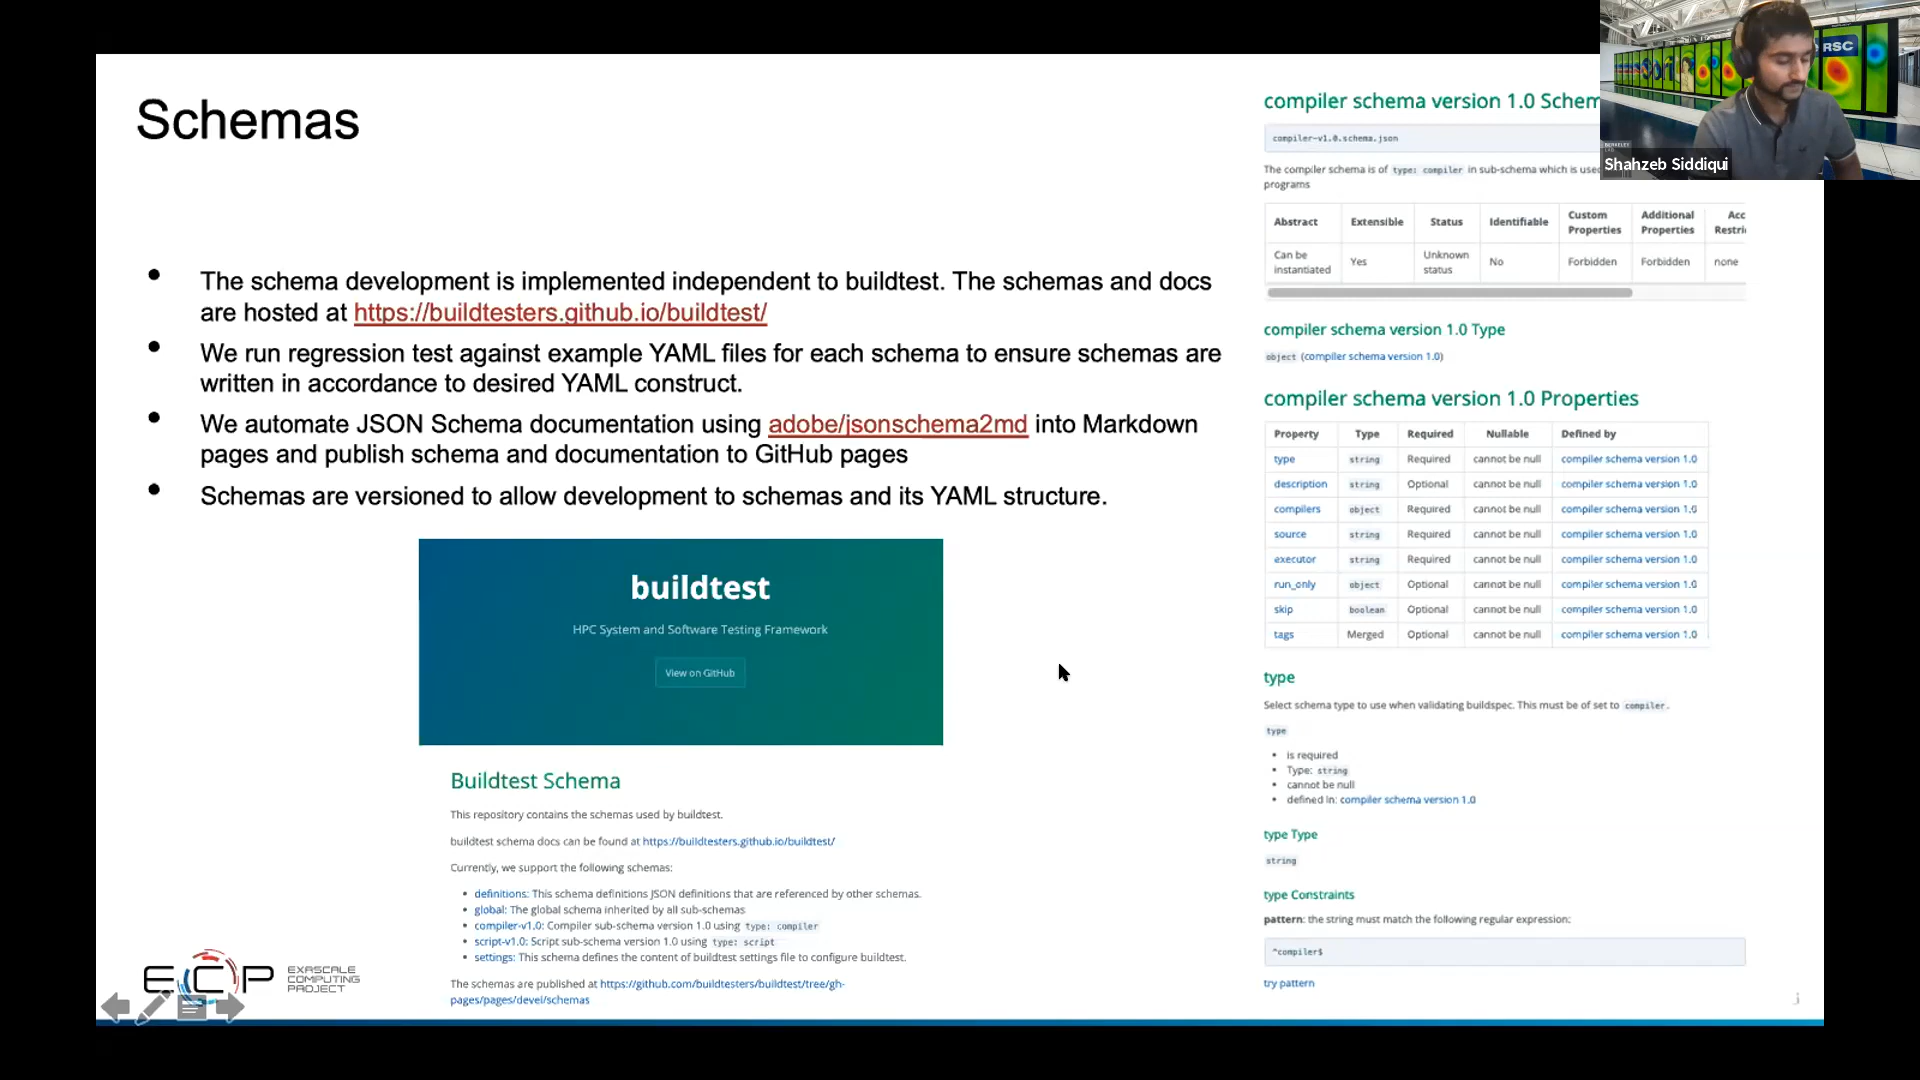 Schemas
The schema development is implemented independent to buildtest. The schemas and docs
are hosted at https://buildtesters.github.io/buildtest/
We run regression test against example YAML files for each schema to ensure schemas are
written in accordance to desired YAML construct.
We automate JSON Schema documentation using adobe/jsonschema2md into Markdown
pages and publish schema and documentation to GitHub pages
Schemas are versioned to allow development to schemas and its YAML structure.
buildtest
HPC System and Software Testing Framework
View on GitHub
Buildtest Schema
This repository contains the schemas used by buildtest.
buildtest schema docs can be found at https://buildtesters.github.io/buildtest/
Currently, we support the following schemas:
definitions: This schema definitions JSON definitions that are referenced by other schemas.
global: The global schema inherited by all sub-schemas
compiler-v1.0: Compiler sub-schema version 1.0 using type: compiler
script-v1.0: Script sub-schema version 1.0 using type: script
settings: This schema defines the content of buildtest settings file to configure buildtest.
The schemas are published at https://github.com/buildtesters/buildtest/tree/gh-
pages/pages/devel/schemas
ECP EXASCALE
COMPUTING
PROJECT
compiler schema version 1.0 Schem
compiler-v1.0.schema.json
The compiler schema is of type: compiler in sub-schema which is used
programs
Abstract Extensible Status Identifiable Custom Properties Additional Properties Acc Restri
Can be instantiated Yes Unknown status No Forbidden Forbidden none
compiler schema version 1.0 Type
object (compiler schema version 1.0)
compiler schema version 1.0 Properties
Property Type Required Nullable Defined by
type string Required cannot be null compiler schema version 1.0
description string Optional cannot be null compiler schema version 1.0
compilers object Required cannot be null compiler schema version 1.0
source string Required cannot be null compiler schema version 1.0
executor string Required cannot be null compiler schema version 1.0
run_only object Optional cannot be null compiler schema version 1.0
skip boolean Optional cannot be null compiler schema version 1.0
tags Merged Optional cannot be null compiler schema version 1.0
type
Select schema type to use when validating buildspec. This must be of set to compiler.
type
is required
Type: string
cannot be null
defined in: compiler schema version 1.0
type Type
string
type Constraints
pattern: the string must match the following regular expression:
^compiler$
try pattern
RSC
BERKELEY
LAB
Shahzeb Siddiqui